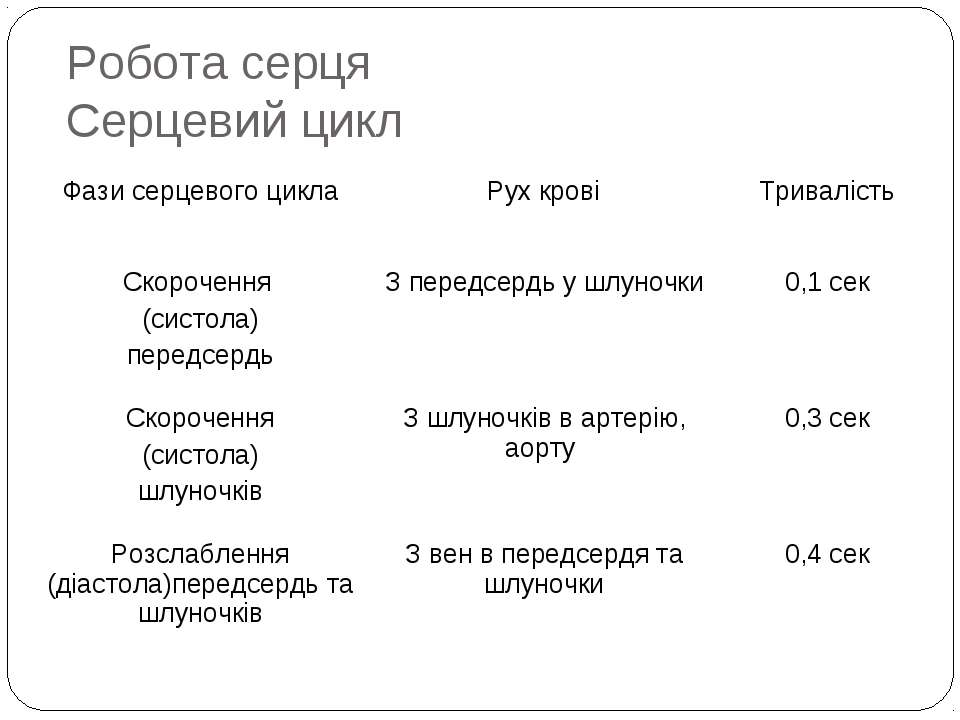 Робота серця
Серцевий цикл
Фази серцевого цикла Рух крові Тривалість
Скорочення З передсердь у шлуночки 0,1 сек
(систола)
передсердь
Скорочення З шлуночків в артерію, 0,3 сек
(систола) аорту
шлуночків
Розслаблення З вен в передсердя та 0,4 сек
(діастола)передсердь та шлуночки
шлуночків